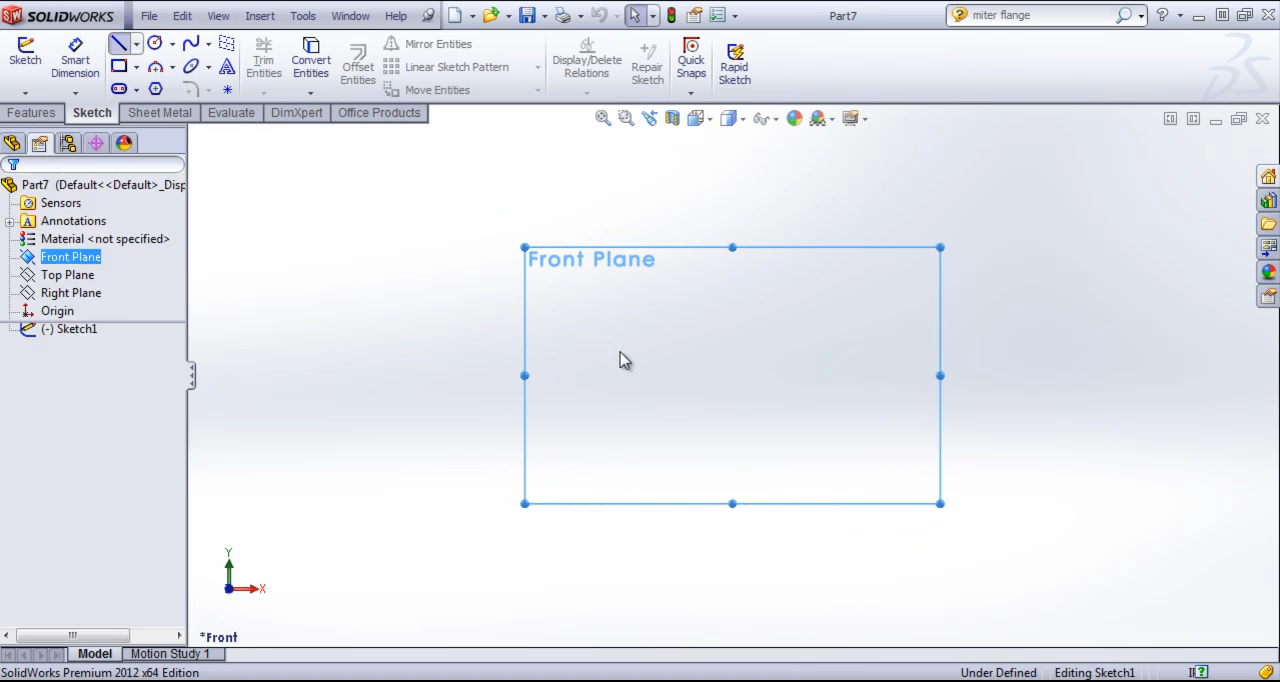 SOLIDWORKS File Edit View Insert Tools Window Help Part7 miter flange
Sketch Smart Dimension Trim Entities Convert Entities Offset Entities Mirror Entities Linear Sketch Pattern Move Entities Display/Delete Relations Repair Sketch Quick Snaps Rapid Sketch
Features Sketch Sheet Metal Evaluate DimXpert Office Products
Part7 (Default<<Default>_Disp
Sensors
Annotations
Material <not specified>
Front Plane
Top Plane
Right Plane
Origin
(-) Sketch1
Front Plane
Y
X
*Front
Model Motion Study 1
SolidWorks Premium 2012 x64 Edition Under Defined Editing Sketch1